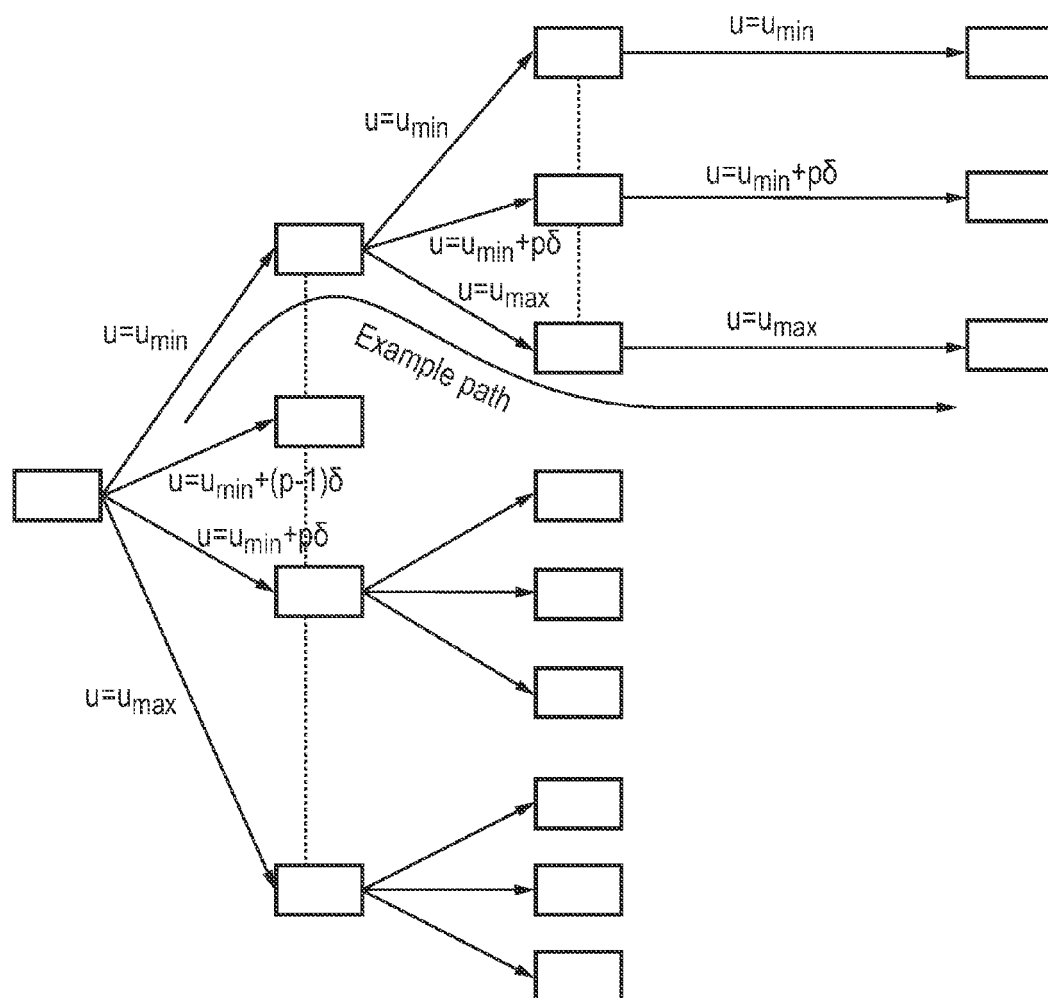 u=u_min
u=u_min
u=u_min+pδ
u=u_min+pδ
u=u_max
u=u_min
u=u_max
Example path
u=u_min+(p-1)δ
u=u_min+pδ
u=u_max